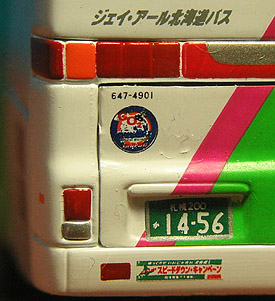 ジェイ・アール北海道バス
647-4901
札幌200
か 14-56
スピードダウン・キャンペーン